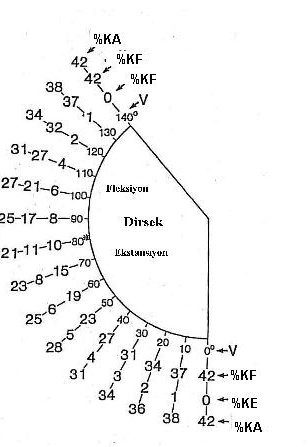 %KA
42 %KF
42 %KF
0 V
140°
38 37 1 130
34 32 2 120
31-27-4 110
27-21-6 100
25-17-8 90
21-11-10 80*
23-8-15 70
25 6 19 60
28 5 23 50
31 4 27 40
34 3 31 30
36 2 34 20
38 1 37 10
0° V
42 %KF
0 %KE
42 %KA
Fleksiyon
Dirsek
Ekstansiyon